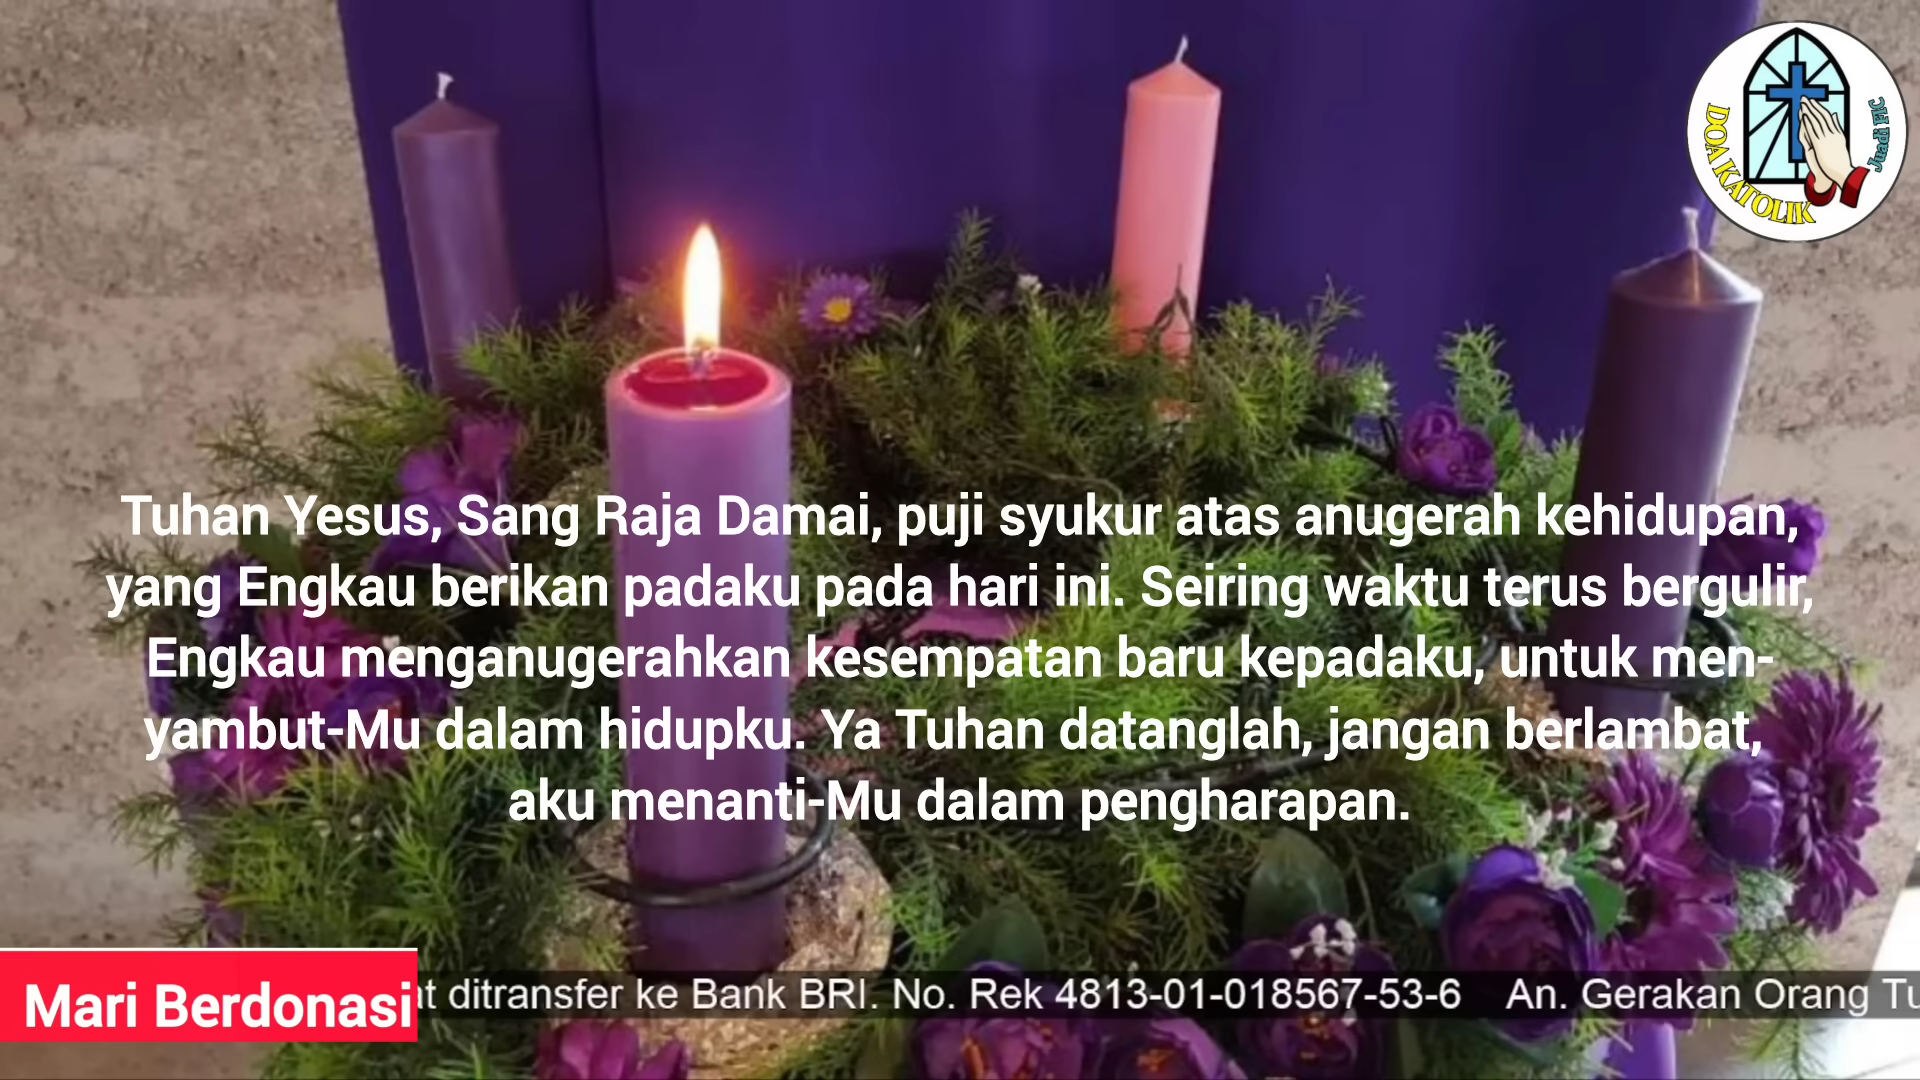 DOA KATOLIK
Juadi FIC
Tuhan Yesus, Sang Raja Damai, puji syukur atas anugerah kehidupan,
yang Engkau berikan padaku pada hari ini. Seiring waktu terus bergulir,
Engkau menganugerahkan kesempatan baru kepadaku, untuk men-
yambut-Mu dalam hidupku. Ya Tuhan datanglah, jangan berlambat,
aku menanti-Mu dalam pengharapan.
Mari Berdonasi
ditransfer ke Bank BRI. No. Rek 4813-01-018567-53-6 An. Gerakan Orang